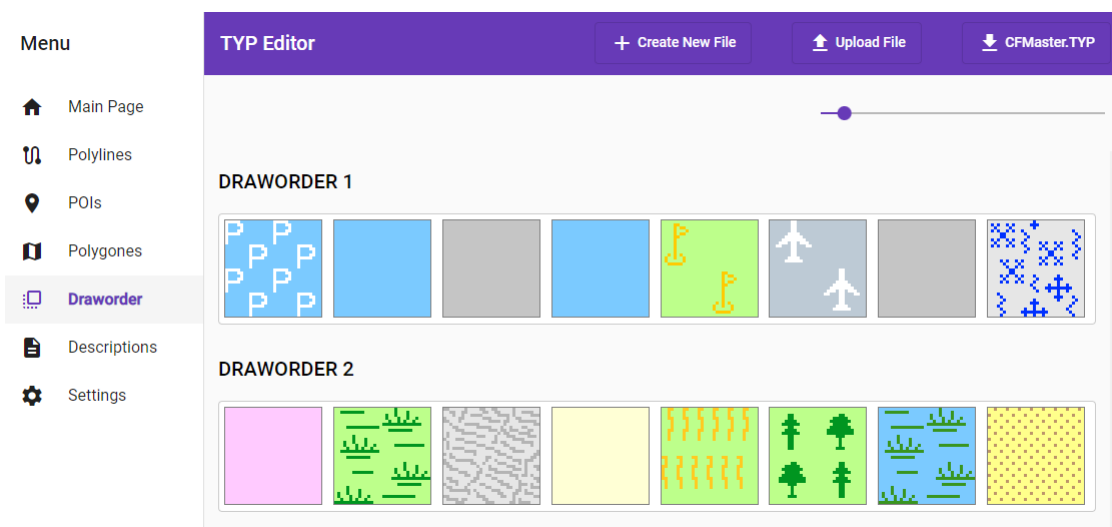 Menu
TYP Editor
Create New File
Upload File
CFMaster.TYP
Main Page
Polylines
POIs
Polygones
Draworder
Descriptions
Settings
DRAWORDER 1
P P
P P
P P
P P
DRAWORDER 2